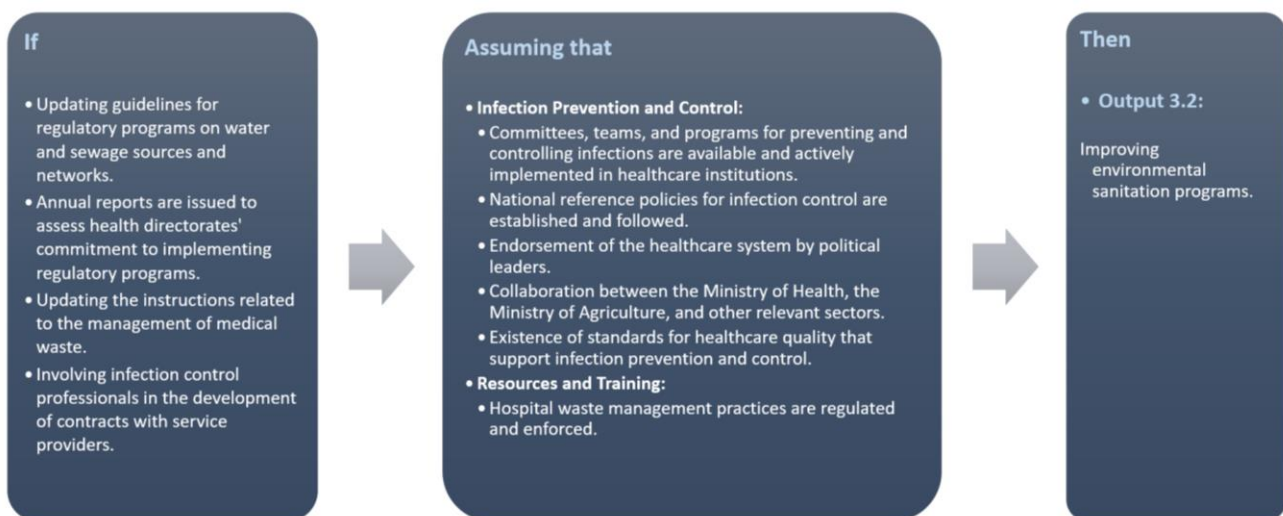 If
• Updating guidelines for
regulatory programs on water
and sewage sources and
networks.
• Annual reports are issued to
assess health directorates'
commitment to implementing
regulatory programs.
• Updating the instructions related
to the management of medical
waste.
• Involving infection control
professionals in the development
of contracts with service
providers.
Assuming that
• Infection Prevention and Control:
• Committees, teams, and programs for preventing and
controlling infections are available and actively
implemented in healthcare institutions.
• National reference policies for infection control are
established and followed.
• Endorsement of the healthcare system by political
leaders.
• Collaboration between the Ministry of Health, the
Ministry of Agriculture, and other relevant sectors.
• Existence of standards for healthcare quality that
support infection prevention and control.
• Resources and Training:
• Hospital waste management practices are regulated
and enforced.
Then
• Output 3.2:
Improving
environmental
sanitation programs.